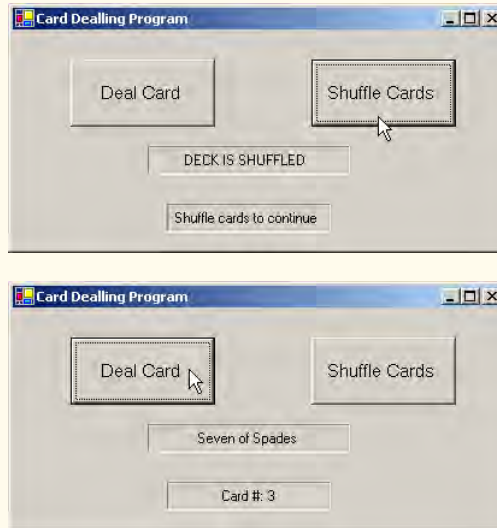 Card Dealling Program
Deal Card Shuffle Cards
DECK IS SHUFFLED
Shuffle cards to continue
Card Dealling Program
Deal Card Shuffle Cards
Seven of Spades
Card #: 3